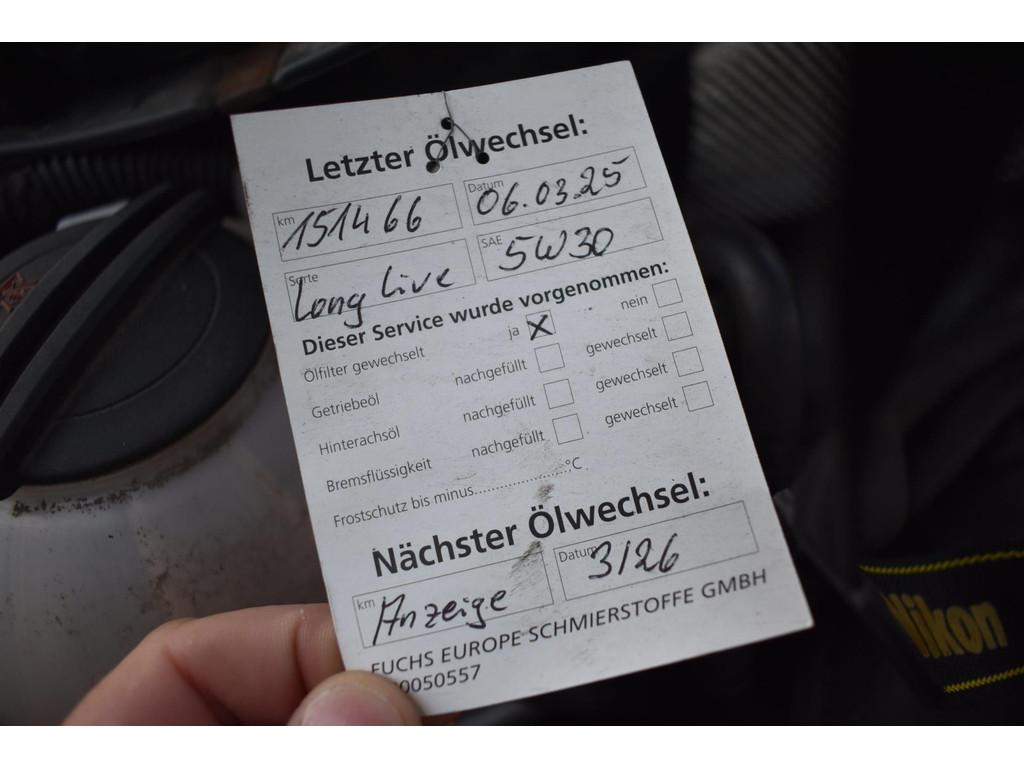 Letzter Ölwechsel:
km 151466 Datum 06.03.25
Sorte Long Live SAE 5W30
Dieser Service wurde vorgenommen:
Ölfilter gewechselt ja X nein
Getriebeöl nachgefüllt gewechselt
Hinterachsöl nachgefüllt gewechselt
Bremsflüssigkeit nachgefüllt gewechselt
Frostschutz bis minus......................°C
Nächster Ölwechsel:
km Anzeige Datum 3/26
FUCHS EUROPE SCHMIERSTOFFE GMBH
0050557
Nikon